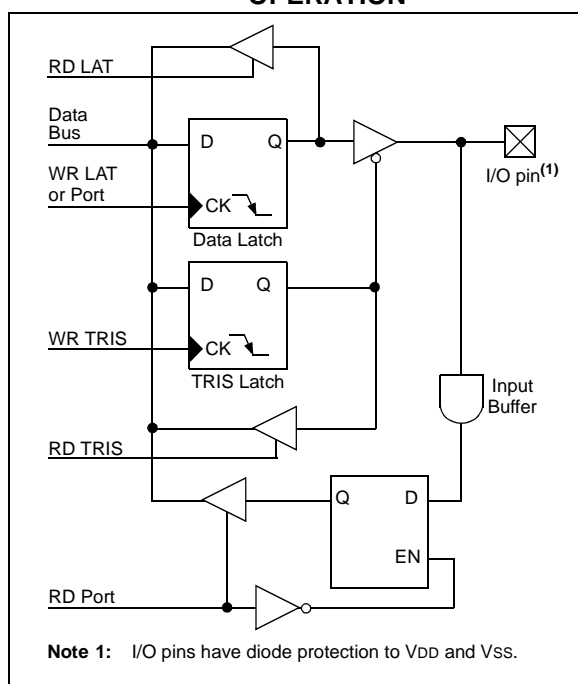 OPERATION
RD LAT
Data
Bus
D Q
WR LAT
or Port
CK
Data Latch
I/O pin(1)
D Q
WR TRIS
CK
TRIS Latch
Input
Buffer
RD TRIS
Q D
EN
RD Port
Note 1: I/O pins have diode protection to VDD and VSS.